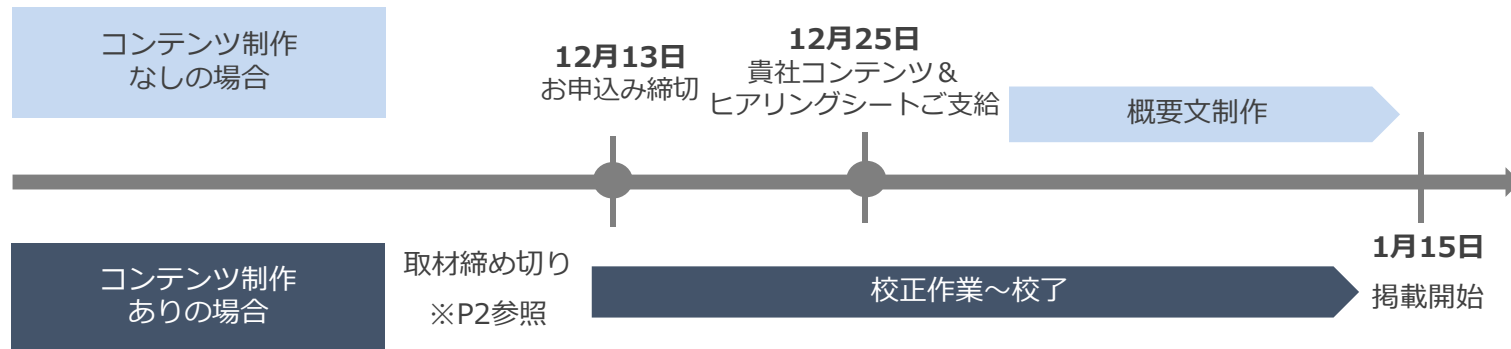 コンテンツ制作
なしの場合
12月13日
お申込み締切
12月25日
貴社コンテンツ＆
ヒアリングシートご支給
概要文制作
コンテンツ制作
ありの場合
取材締め切り
※P2参照
校正作業～校了
1月15日
掲載開始